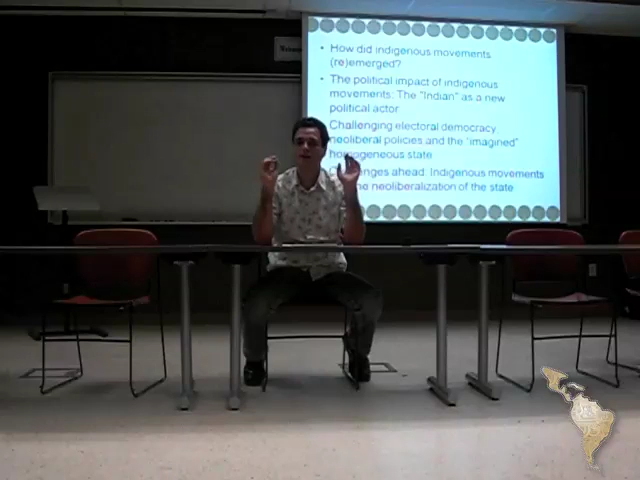 • How did indigenous movements
(re)emerged?
• The political impact of indigenous
movements: The "Indian" as a new
political actor
Challenging electoral democracy,
neoliberal policies and the "imagined"
homogeneous state
Challenges ahead: Indigenous movements
neoliberalization of the state